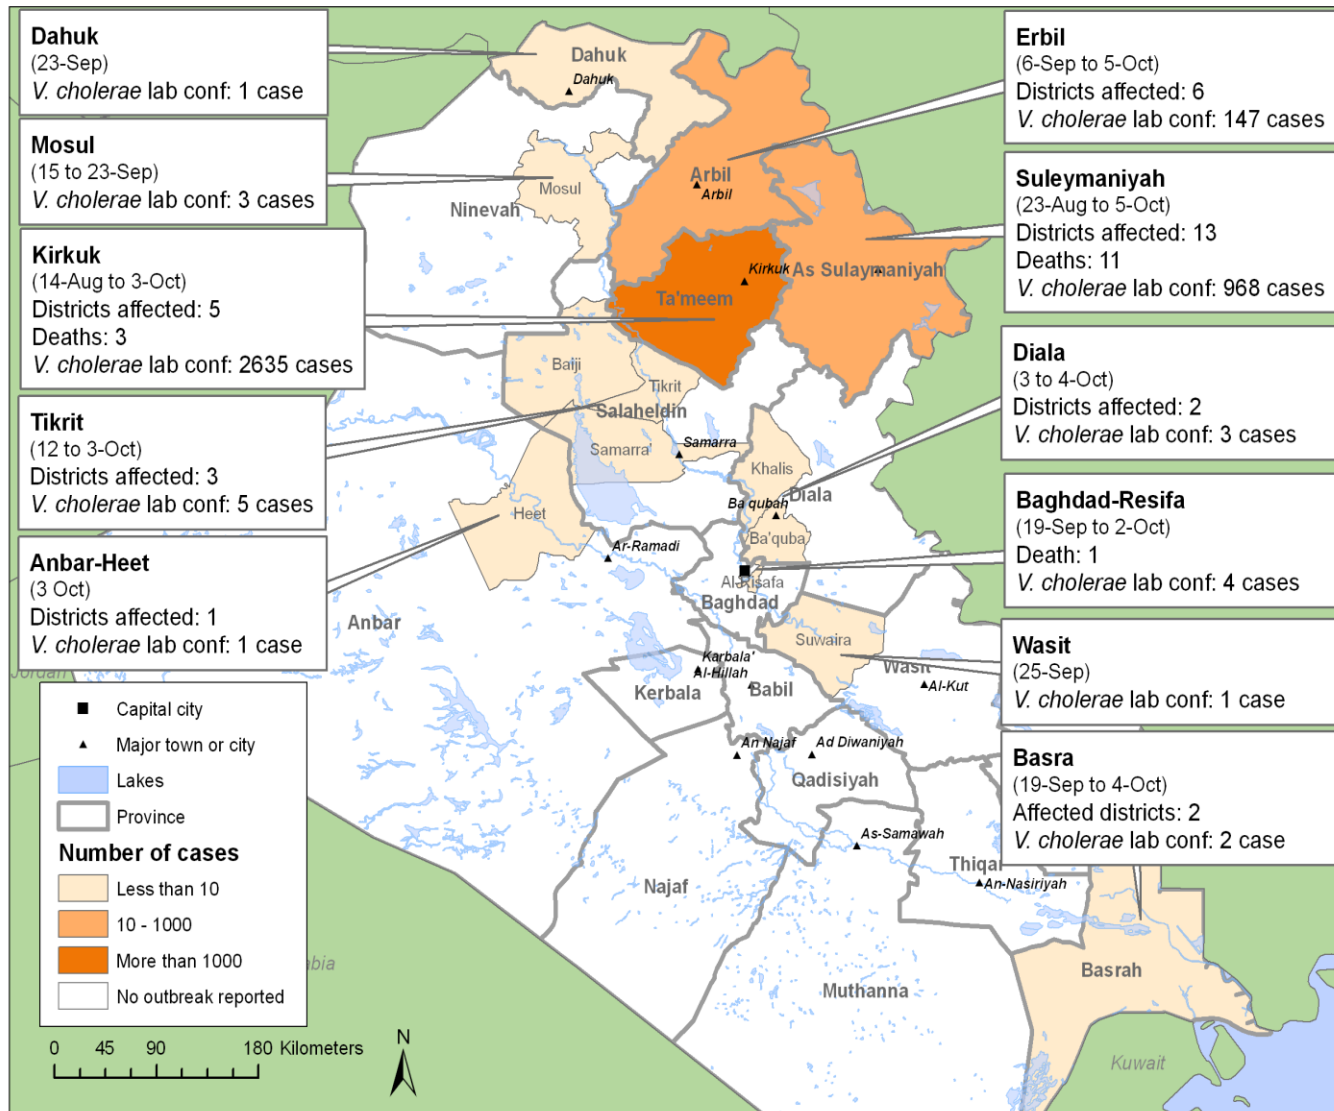 Dahuk
(23-Sep)
V. cholerae lab conf: 1 case
Mosul
(15 to 23-Sep)
V. cholerae lab conf: 3 cases
Kirkuk
(14-Aug to 3-Oct)
Districts affected: 5
Deaths: 3
V. cholerae lab conf: 2635 cases
Tikrit
(12 to 3-Oct)
Districts affected: 3
V. cholerae lab conf: 5 cases
Anbar-Heet
(3 Oct)
Districts affected: 1
V. cholerae lab conf: 1 case
Erbil
(6-Sep to 5-Oct)
Districts affected: 6
V. cholerae lab conf: 147 cases
Suleymaniyah
(23-Aug to 5-Oct)
Districts affected: 13
Deaths: 11
V. cholerae lab conf: 968 cases
Diala
(3 to 4-Oct)
Districts affected: 2
V. cholerae lab conf: 3 cases
Baghdad-Resifa
(19-Sep to 2-Oct)
Death: 1
V. cholerae lab conf: 4 cases
Wasit
(25-Sep)
V. cholerae lab conf: 1 case
Basra
(19-Sep to 4-Oct)
Affected districts: 2
V. cholerae lab conf: 2 case
Dahuk
Dahuk
Mosul
Ninevah
Arbil
Arbil
Kirkuk
As Sulaymaniyah
Ta'meem
Baiji
Tikrit
Salaheldin
Samarra'
Samarra
Khalis
Diala
Ba qubah
Ba'quba
Heet
Ar-Ramadi
Al-Risafa
Baghdad
Anbar
Suwaira
Wasit
Al-Kut
Karbala'
Al-Hillah
Kerbala
Babil
An Najaf
Ad Diwaniyah
Qadisiyah
As-Samawah
Thiqar
An-Nasiriyah
Najaf
Muthanna
Basrah
Kuwait
Jordan
Capital city
Major town or city
Lakes
Province
Number of cases
Less than 10
10 - 1000
More than 1000
No outbreak reported
0 45 90 180 Kilometers
N